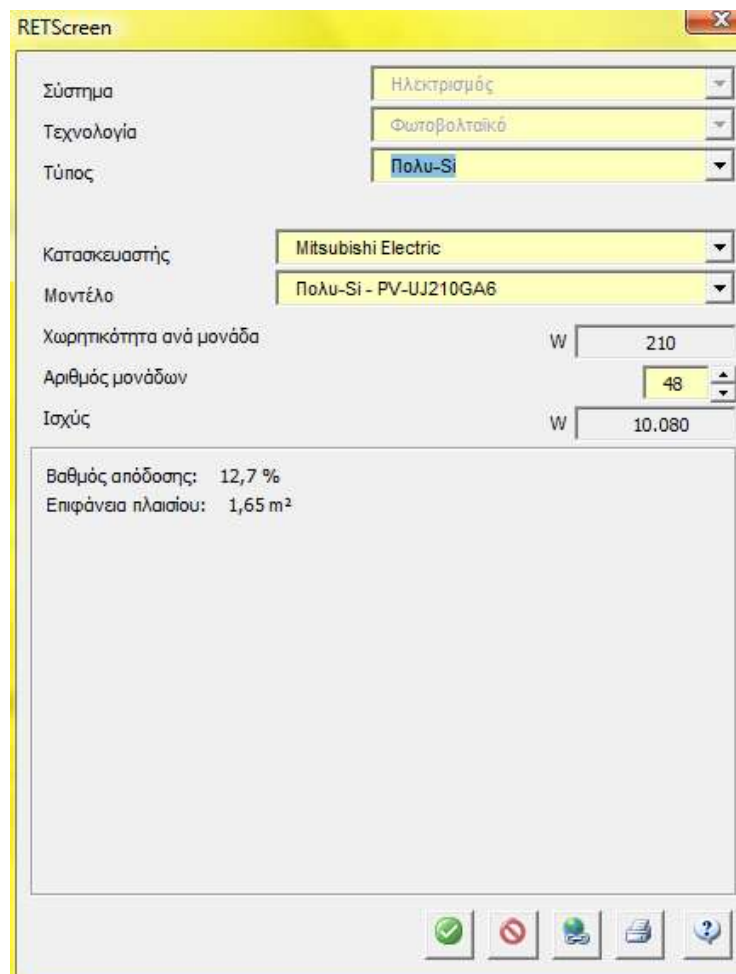 RETScreen
Σύστημα Ηλεκτρισμός
Τεχνολογία Φωτοβολταϊκό
Τύπος Πολυ-Si
Κατασκευαστής Mitsubishi Electric
Μοντέλο Πολυ-Si - PV-UJ210GA6
Χωρητικότητα ανά μονάδα W 210
Αριθμός μονάδων 48
Ισχύς W 10.080
Βαθμός απόδοσης: 12,7 %
Επιφάνεια πλαισίου: 1,65 m²